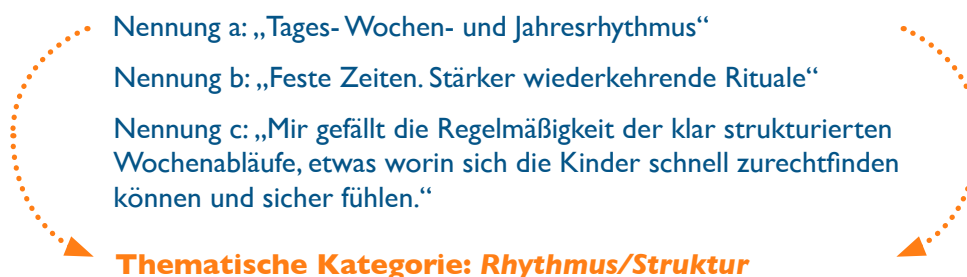 Nennung a: „Tages- Wochen- und Jahresrhythmus“
Nennung b: „Feste Zeiten. Stärker wiederkehrende Rituale“
Nennung c: „Mir gefällt die Regelmäßigkeit der klar strukturierten
Wochenabläufe, etwas worin sich die Kinder schnell zurechtfinden
können und sicher fühlen.“
Thematische Kategorie: Rhythmus/Struktur